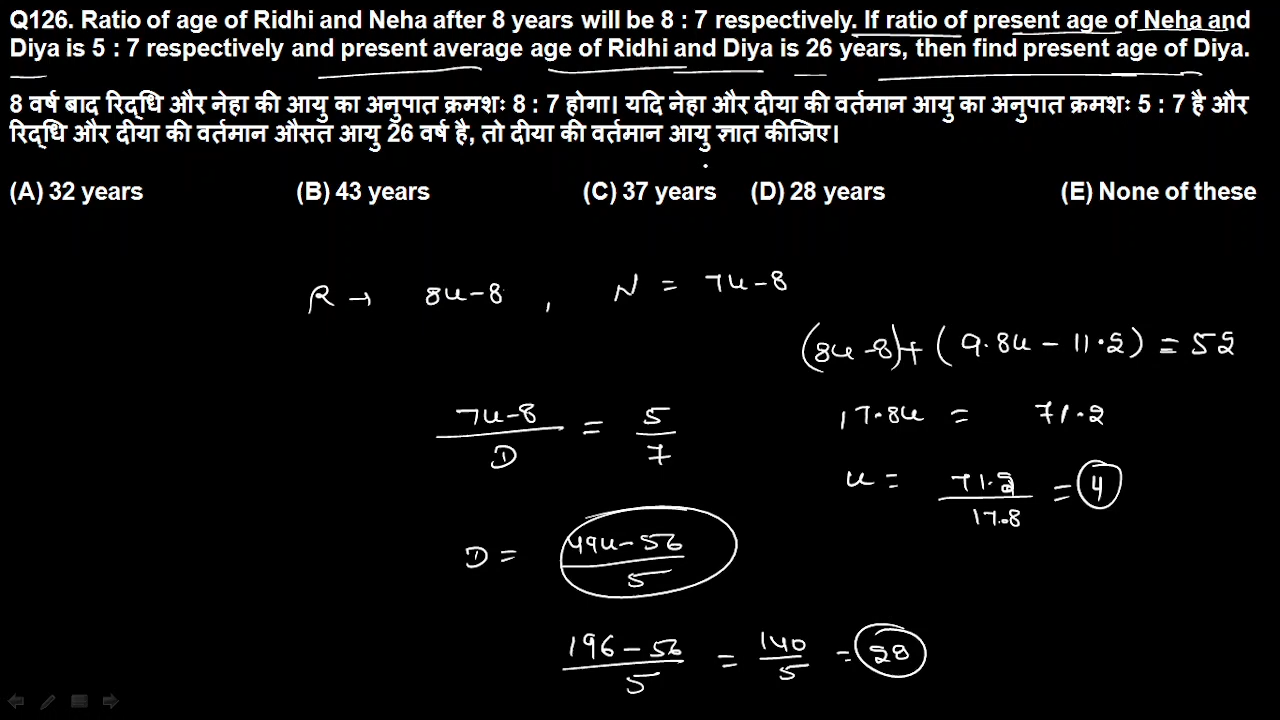 Q126. Ratio of age of Ridhi and Neha after 8 years will be 8 : 7 respectively. If ratio of present age of Neha and
Diya is 5 : 7 respectively and present average age of Ridhi and Diya is 26 years, then find present age of Diya.
8 वर्ष बाद रिद्धि और नेहा की आयु का अनुपात क्रमशः 8 : 7 होगा। यदि नेहा और दीया की वर्तमान आयु का अनुपात क्रमशः 5 : 7 है और
रिद्धि और दीया की वर्तमान औसत आयु 26 वर्ष है, तो दीया की वर्तमान आयु ज्ञात कीजिए।
(A) 32 years (B) 43 years (C) 37 years (D) 28 years (E) None of these
R → 8u-8 , N = 7u-8
(8u-8)+(9.8u-11.2) = 52
7u-8/D = 5/7
17.8u = 71.2
u = 71.2/17.8 = 4
D = 49u-56/5
196-56/5 = 140/5 = 28